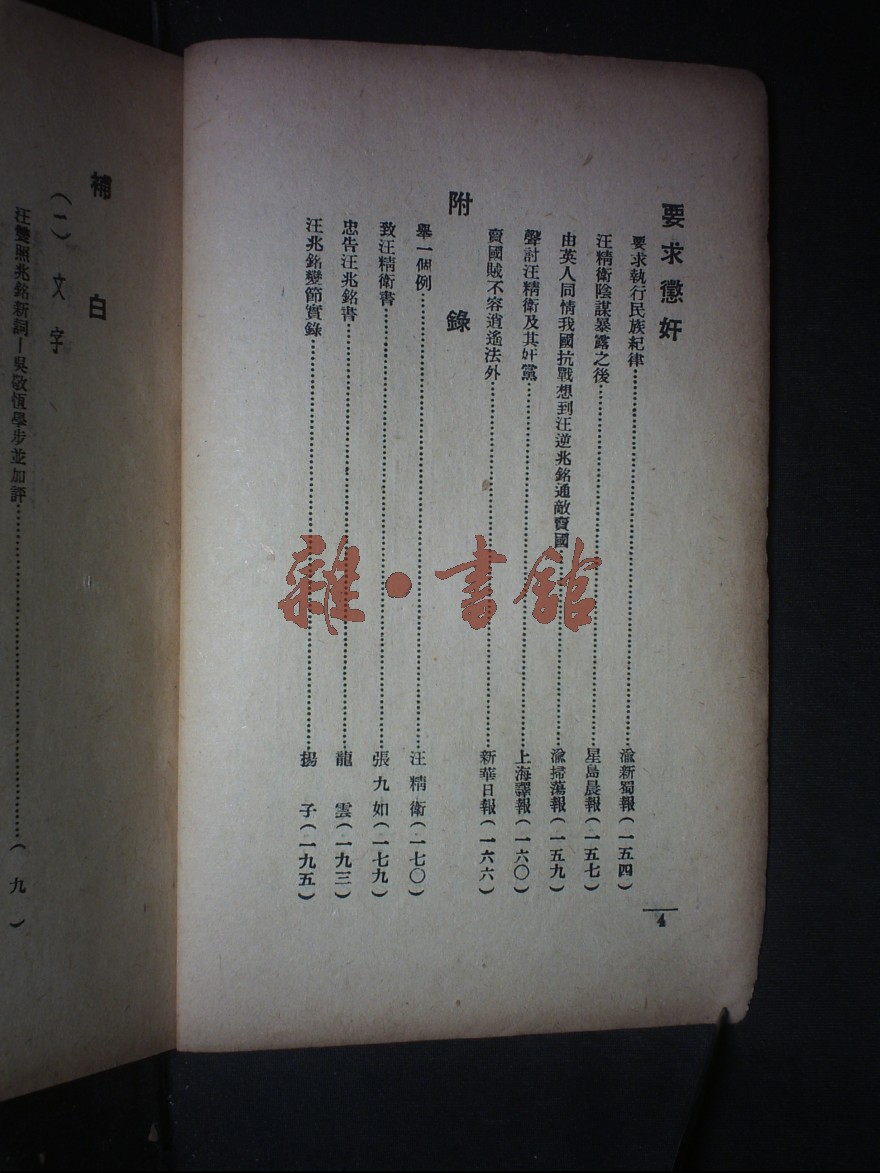 要求懲奸
要求執行民族紀律……渝新蜀報(一五四)
汪精衛陰謀暴露之後……星島晨報(一五七)
由英人同情我國抗戰想到汪逆兆銘通敵賣國……渝掃蕩報(一五九)
聲討汪精衛及其奸黨……上海譯報(一六〇)
賣國賊不容逍遙法外……新華日報(一六六)
附錄
舉一個例……汪精衛(一七〇)
致汪精衛書……張九如(一七九)
忠告汪兆銘書……龍雲(一九三)
汪兆銘變節實錄……揚子(一九五)
4
補白
(一)文字
汪雙照兆銘新詞—吳敬恆學步並加評……(九)
雜·書館